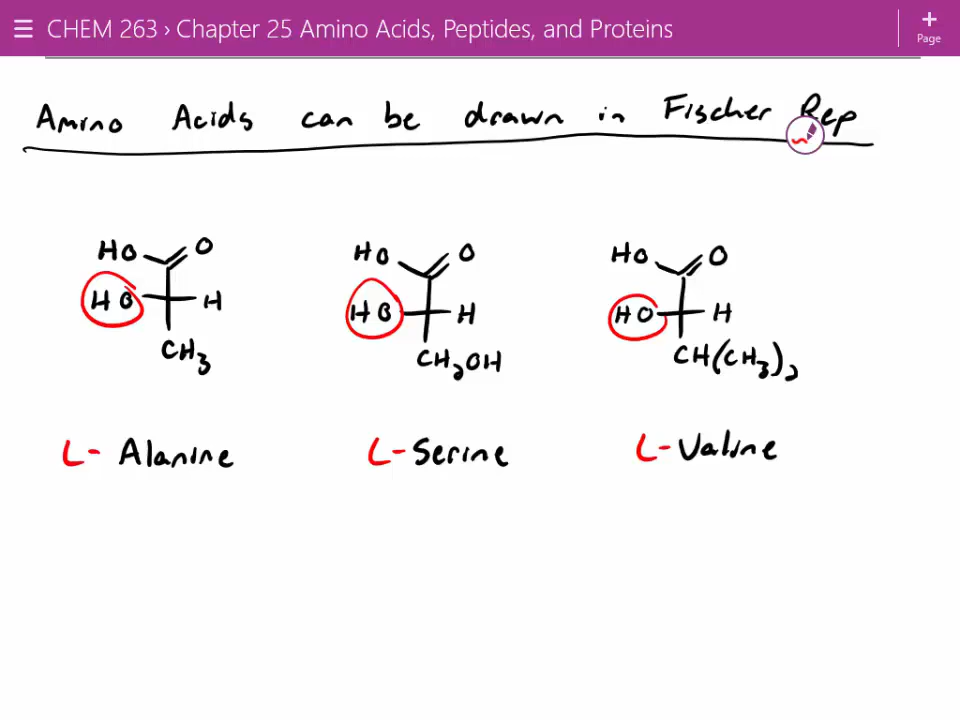 CHEM 263 › Chapter 25 Amino Acids, Peptides, and Proteins
Page
Amino Acids can be drawn in Fischer Rep
HO O
HO H
CH3
HO O
HO H
CH2OH
HO O
HO H
CH(CH3)2
L- Alanine
L-Serine
L-Valine